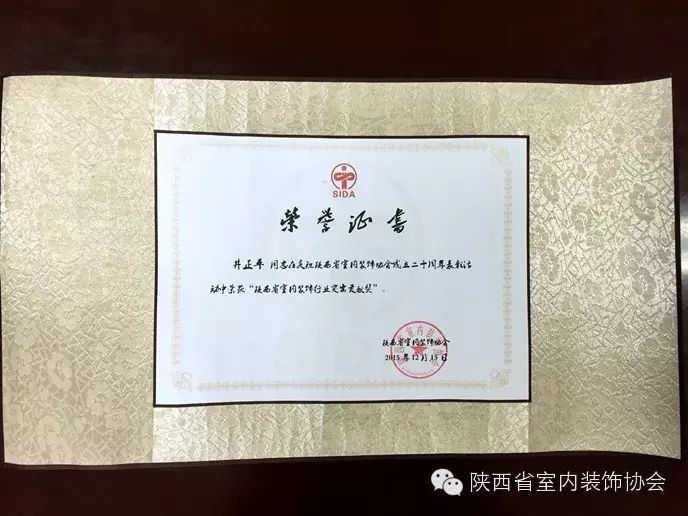 SIDA
荣誉证书
井正平 同志在庆祝陕西省室内装饰协会成立二十周年表彰活
动中荣获“陕西省室内装饰行业突出贡献奖”。
陕西省室内装饰协会
2015年12月15日
陕西省室内装饰协会